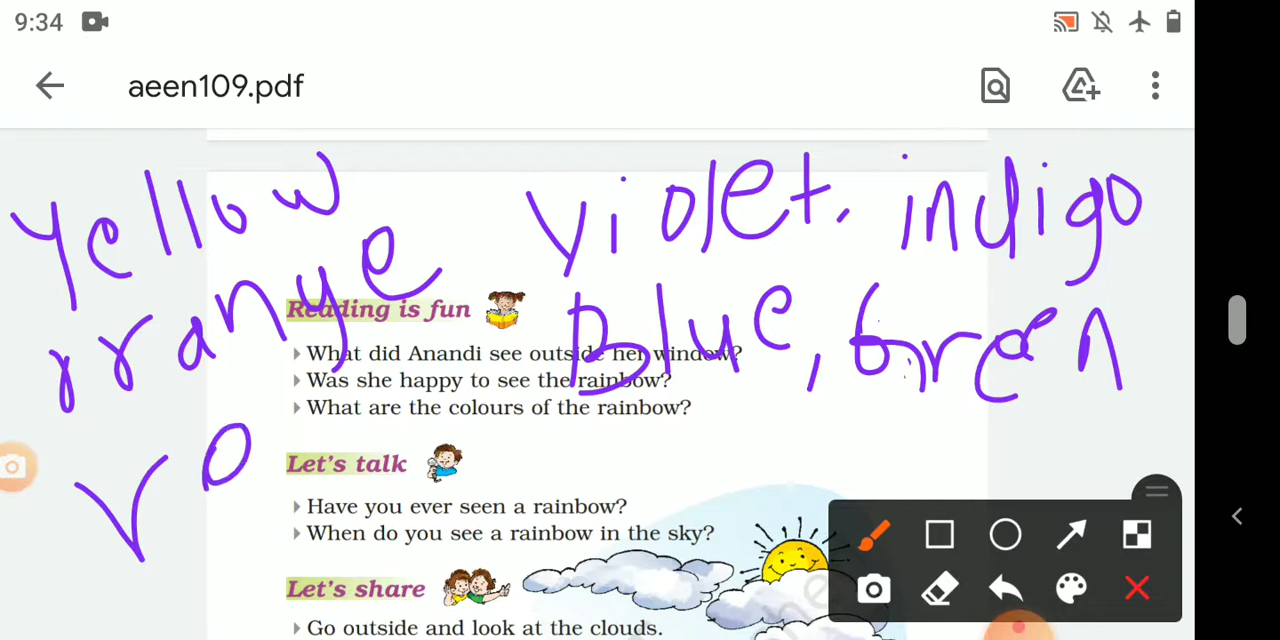 9:34
aeen109.pdf
Yellow
Violet, indigo
Blue, Green
Reading is fun
What did Anandi see outside her window?
Was she happy to see the rainbow?
What are the colours of the rainbow?
Let's talk
Have you ever seen a rainbow?
When do you see a rainbow in the sky?
Let's share
Go outside and look at the clouds.